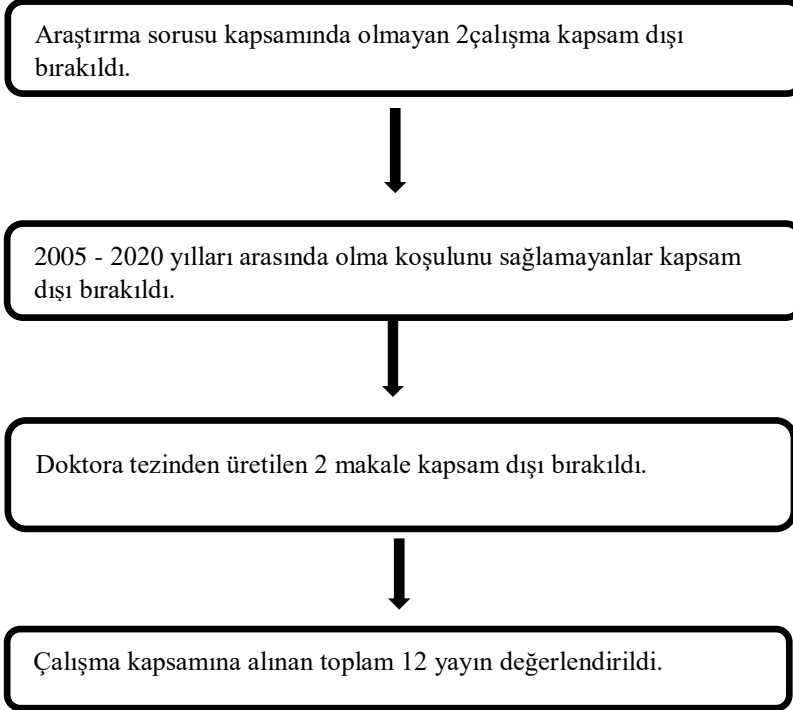 Araştırma sorusu kapsamında olmayan 2çalişma kapsam dışı
bırakıldı.
2005 - 2020 yılları arasında olma koşulunu sağlamayanlar kapsam
dışı bırakıldı.
Doktora tezinden üretilen 2 makale kapsam dışı bırakıldı.
Çalışma kapsamına alınan toplam 12 yayın değerlendirildi.